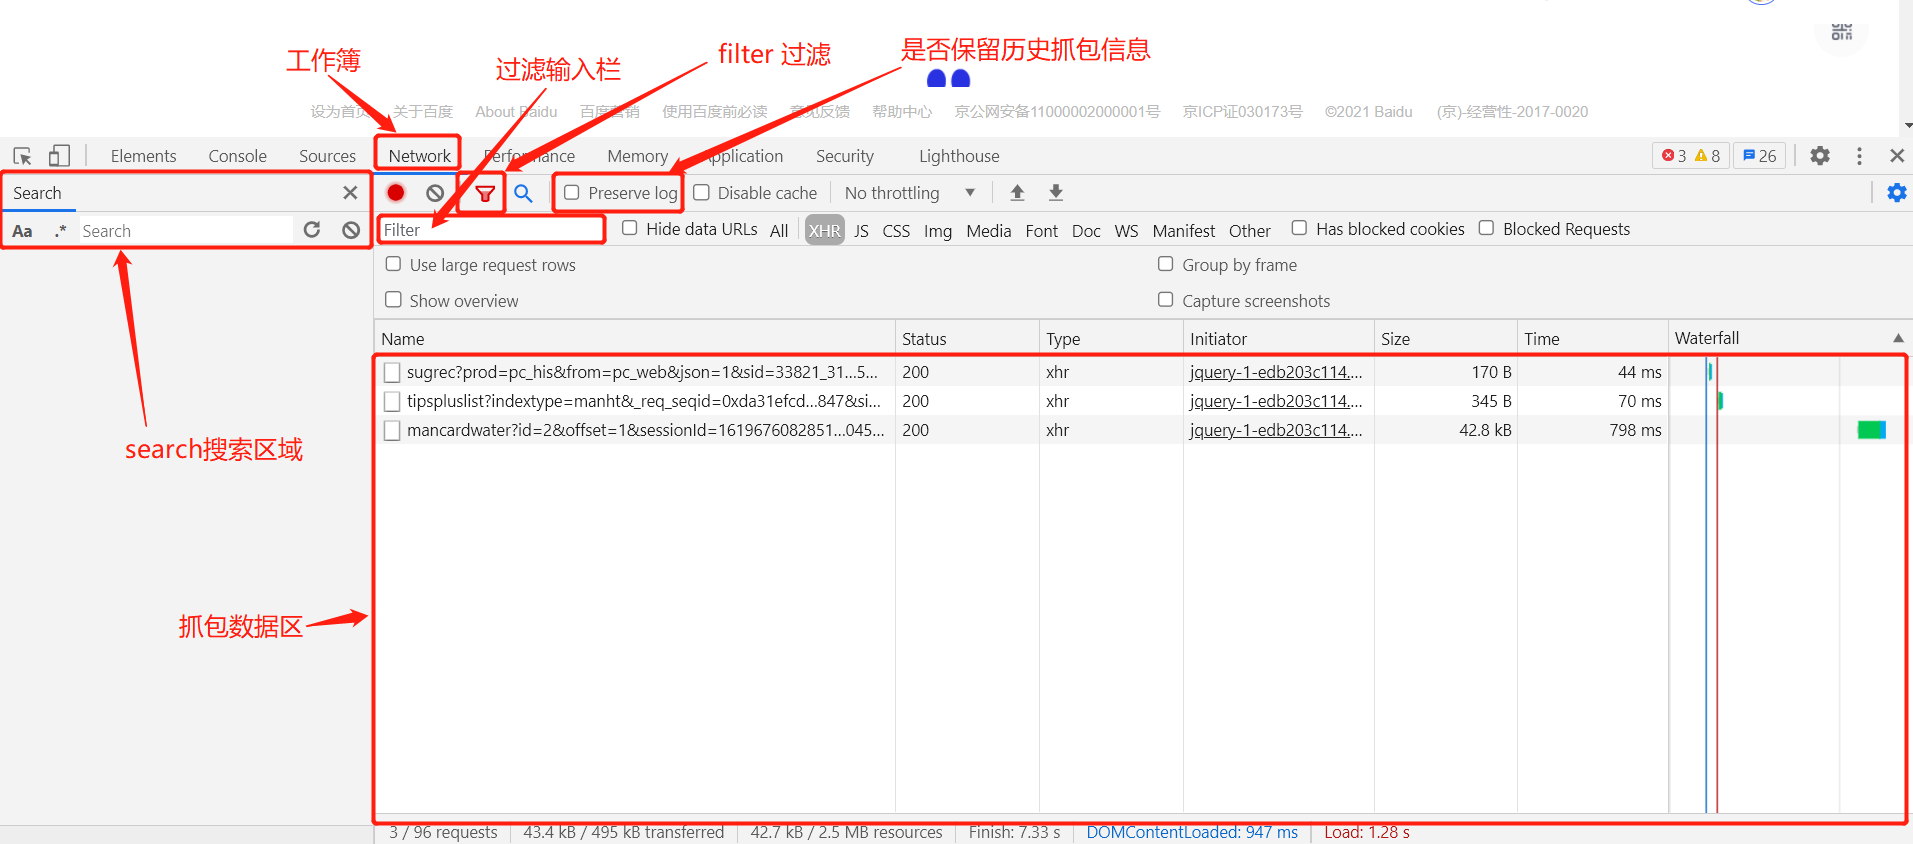 工作簿
过滤输入栏
filter 过滤
是否保留历史抓包信息
设为首页 关于百度 About Baidu 百度营销 使用百度前必读 意见反馈 帮助中心 京公网安备11000002000001号 京ICP证030173号 ©2021 Baidu (京)-经营性-2017-0020
Elements Console Sources Network Performance Memory Application Security Lighthouse 3 8 26
Search
Preserve log Disable cache No throttling
Aa .* Search
Filter Hide data URLs All XHR JS CSS Img Media Font Doc WS Manifest Other Has blocked cookies Blocked Requests
Use large request rows Group by frame
Show overview Capture screenshots
Name Status Type Initiator Size Time Waterfall
sugrec?prod=pc_his&from=pc_web&json=1&sid=33821_31...5... 200 xhr jquery-1-edb203c114.... 170 B 44 ms
tipspluslist?indextype=manht&_req_seqid=0xda31efcd...847&si... 200 xhr jquery-1-edb203c114.... 345 B 70 ms
mancardwater?id=2&offset=1&sessionId=1619676082851...045... 200 xhr jquery-1-edb203c114.... 42.8 kB 798 ms
search搜索区域
抓包数据区
3 / 96 requests 43.4 kB / 495 kB transferred 42.7 kB / 2.5 MB resources Finish: 7.33 s DOMContentLoaded: 947 ms Load: 1.28 s